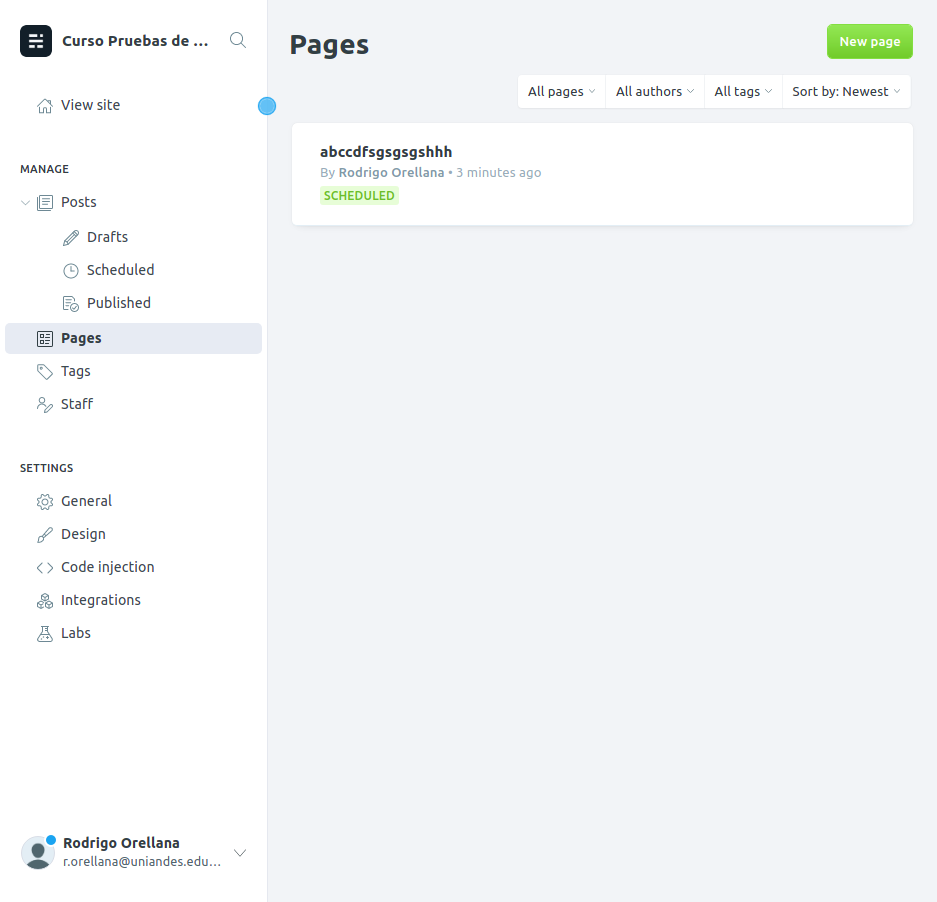 Curso Pruebas de ...
View site
MANAGE
Posts
Drafts
Scheduled
Published
Pages
Tags
Staff
SETTINGS
General
Design
Code injection
Integrations
Labs
Rodrigo Orellana
r.orellana@uniandes.edu...
Pages
New page
All pages
All authors
All tags
Sort by: Newest
abccdfsgsgsgshhh
By Rodrigo Orellana • 3 minutes ago
SCHEDULED